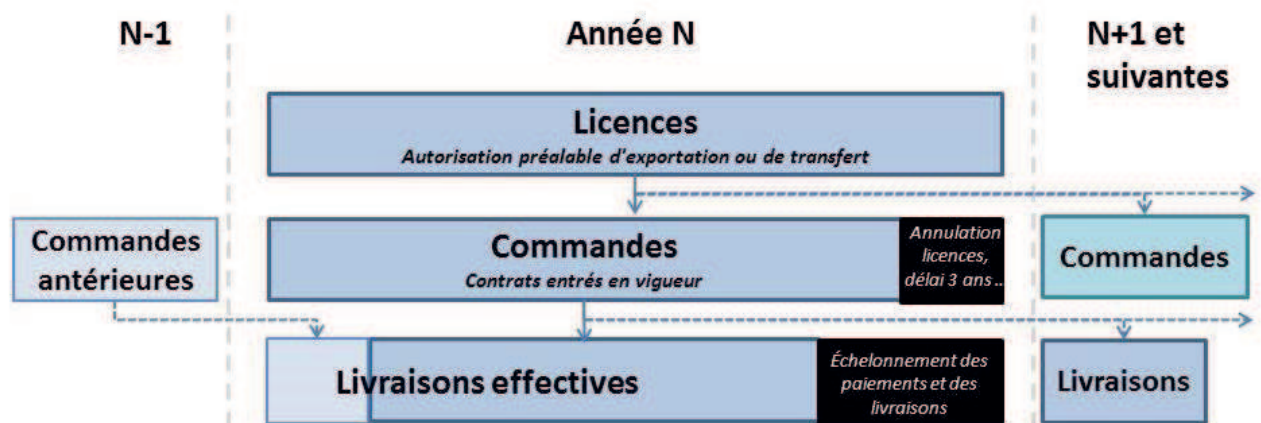 N-1
Année N
N+1 et
suivantes
Licences
Autorisation préalable d'exportation ou de transfert
Commandes
antérieures
Commandes
Contrats entrés en vigueur
Annulation
licences,
délai 3 ans ..
Commandes
Livraisons effectives
Échelonnement des
paiements et des
livraisons
Livraisons